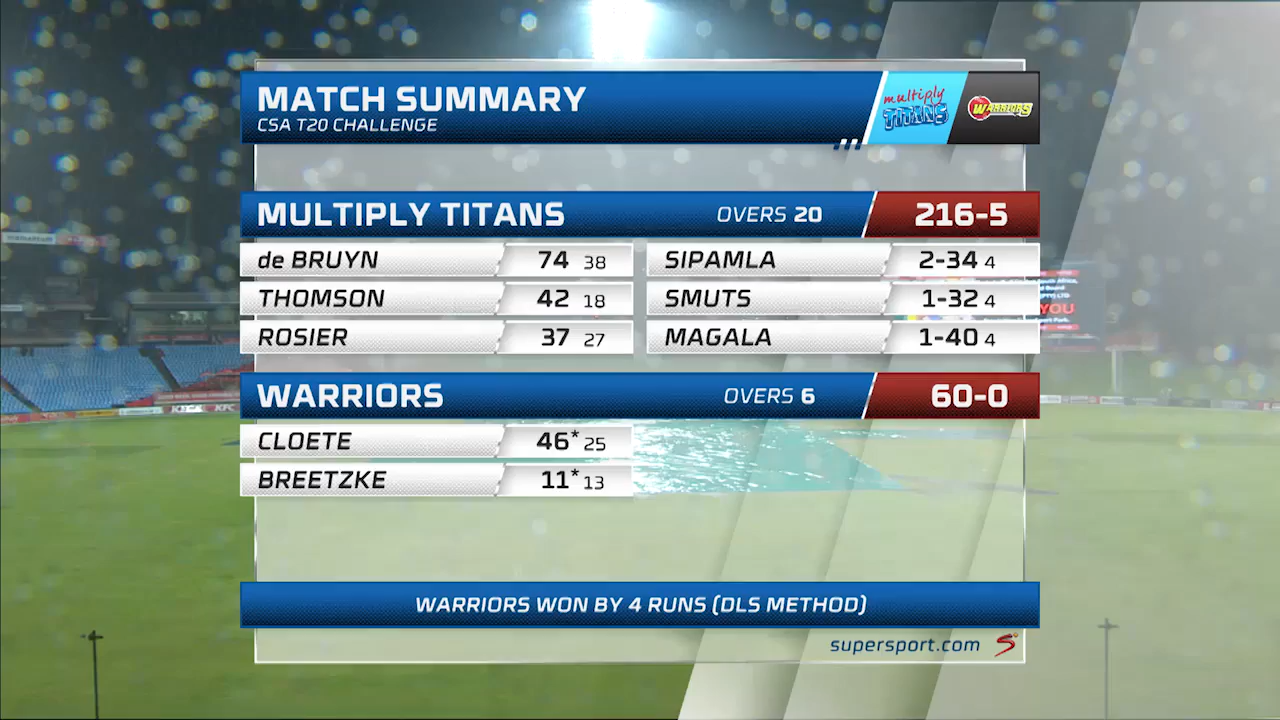 MATCH SUMMARY
CSA T20 CHALLENGE
multiply TITANS
WARRIORS
MULTIPLY TITANS OVERS 20 216-5
de BRUYN 74 38 SIPAMLA 2-34 4
THOMSON 42 18 SMUTS 1-32 4
ROSIER 37 27 MAGALA 1-40 4
YOU
WARRIORS OVERS 6 60-0
KFC
CLOETE 46* 25
BREETZKE 11* 13
WARRIORS WON BY 4 RUNS (DLS METHOD)
supersport.com S